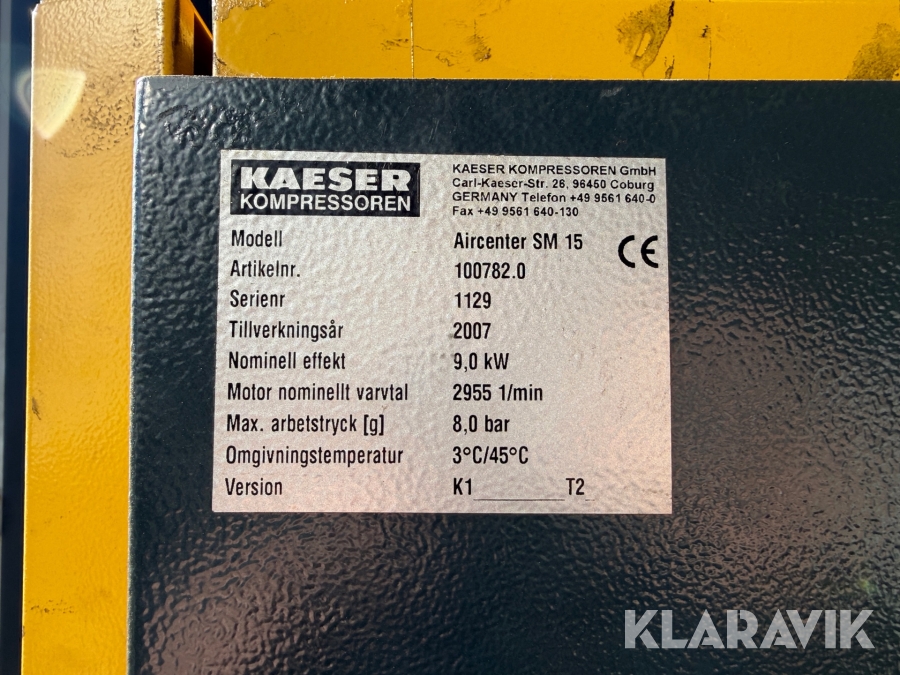 KAESER
KOMPRESSOREN
KAESER KOMPRESSOREN GmbH
Carl-Kaeser-Str. 26, 96450 Coburg
GERMANY Telefon +49 9561 640-0
Fax +49 9561 640-130
CE
Modell Aircenter SM 15
Artikelnr. 100782.0
Serienr 1129
Tillverkningsår 2007
Nominell effekt 9,0 kW
Motor nominellt varvtal 2955 1/min
Max. arbetstryck [g] 8,0 bar
Omgivningstemperatur 3°C/45°C
Version K1________T2
KLARAVIK